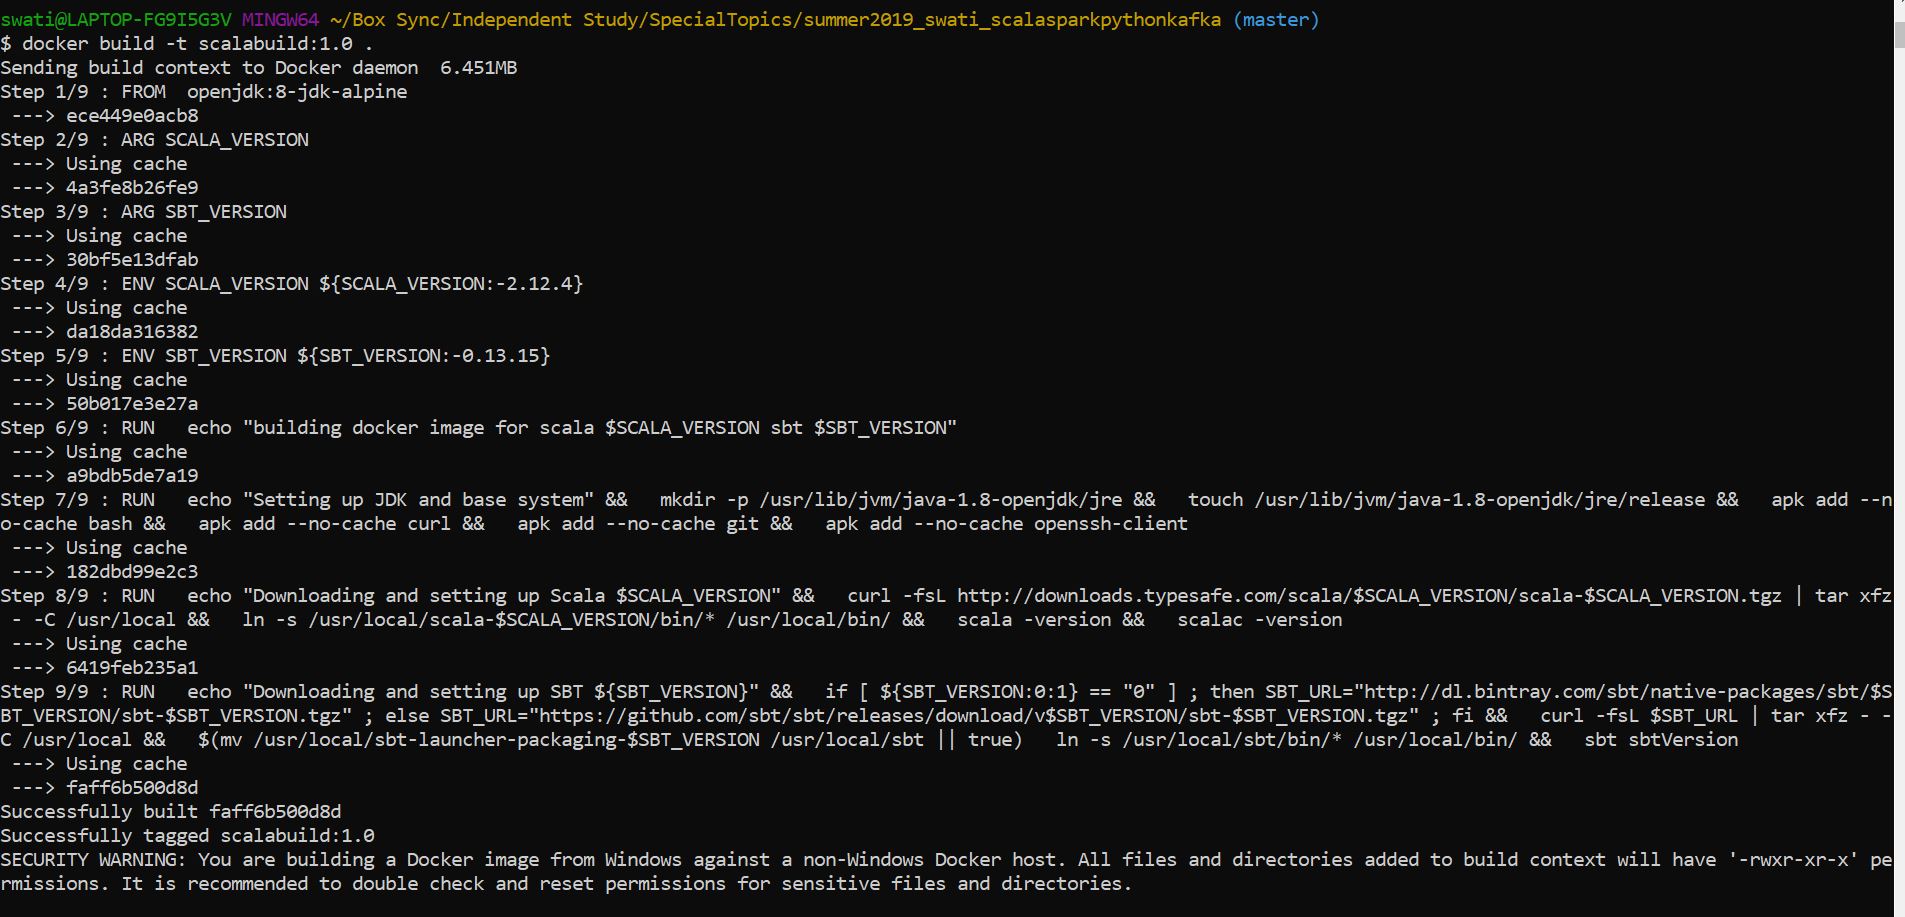 swati@LAPTOP-FG9I5G3V MINGW64 ~/Box Sync/Independent Study/SpecialTopics/summer2019_swati_scalasparkpythonkafka (master)
$ docker build -t scalabuild:1.0 .
Sending build context to Docker daemon  6.451MB
Step 1/9 : FROM  openjdk:8-jdk-alpine
 ---> ece449e0acb8
Step 2/9 : ARG SCALA_VERSION
 ---> Using cache
 ---> 4a3fe8b26fe9
Step 3/9 : ARG SBT_VERSION
 ---> Using cache
 ---> 30bf5e13dfab
Step 4/9 : ENV SCALA_VERSION ${SCALA_VERSION:-2.12.4}
 ---> Using cache
 ---> da18da316382
Step 5/9 : ENV SBT_VERSION ${SBT_VERSION:-0.13.15}
 ---> Using cache
 ---> 50b017e3e27a
Step 6/9 : RUN   echo "building docker image for scala $SCALA_VERSION sbt $SBT_VERSION"
 ---> Using cache
 ---> a9bdb5de7a19
Step 7/9 : RUN   echo "Setting up JDK and base system" &&   mkdir -p /usr/lib/jvm/java-1.8-openjdk/jre &&   touch /usr/lib/jvm/java-1.8-openjdk/jre/release &&   apk add --n
o-cache bash &&   apk add --no-cache curl &&   apk add --no-cache git &&   apk add --no-cache openssh-client
 ---> Using cache
 ---> 182dbd99e2c3
Step 8/9 : RUN   echo "Downloading and setting up Scala $SCALA_VERSION" &&   curl -fsL http://downloads.typesafe.com/scala/$SCALA_VERSION/scala-$SCALA_VERSION.tgz | tar xfz
- -C /usr/local &&   ln -s /usr/local/scala-$SCALA_VERSION/bin/* /usr/local/bin/ &&   scala -version &&   scalac -version
 ---> Using cache
 ---> 6419feb235a1
Step 9/9 : RUN   echo "Downloading and setting up SBT ${SBT_VERSION}" &&   if [ ${SBT_VERSION:0:1} == "0" ] ; then SBT_URL="http://dl.bintray.com/sbt/native-packages/sbt/$S
BT_VERSION/sbt-$SBT_VERSION.tgz" ; else SBT_URL="https://github.com/sbt/sbt/releases/download/v$SBT_VERSION/sbt-$SBT_VERSION.tgz" ; fi &&   curl -fsL $SBT_URL | tar xfz - -
C /usr/local &&   $(mv /usr/local/sbt-launcher-packaging-$SBT_VERSION /usr/local/sbt || true)   ln -s /usr/local/sbt/bin/* /usr/local/bin/ &&   sbt sbtVersion
 ---> Using cache
 ---> faff6b500d8d
Successfully built faff6b500d8d
Successfully tagged scalabuild:1.0
SECURITY WARNING: You are building a Docker image from Windows against a non-Windows Docker host. All files and directories added to build context will have '-rwxr-xr-x' pe
rmissions. It is recommended to double check and reset permissions for sensitive files and directories.